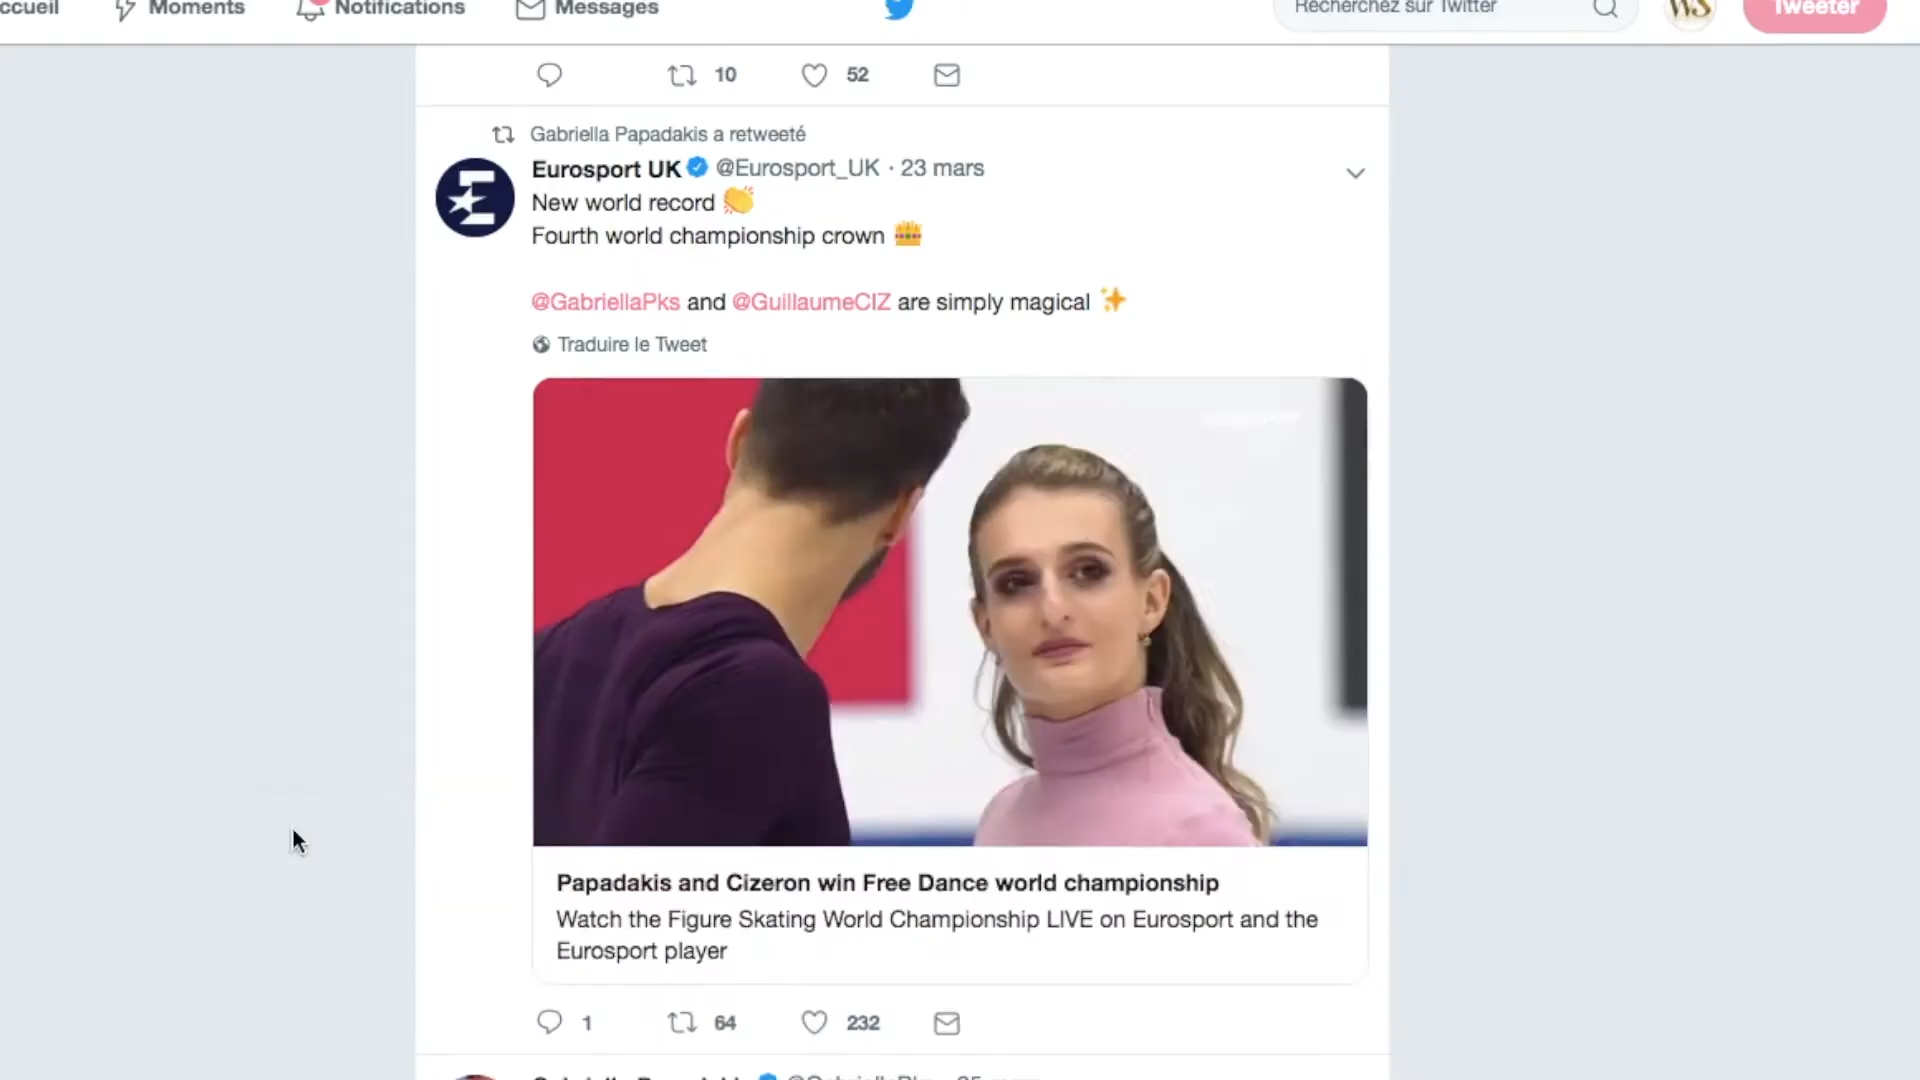 ccueil Moments Notifications Messages Recherchez sur Twitter WS Tweeter
10 52
Gabriella Papadakis a retweeté
Eurosport UK @Eurosport_UK · 23 mars
New world record 👏
Fourth world championship crown 👑
@GabriellaPks and @GuillaumeCIZ are simply magical ✨
Traduire le Tweet
Papadakis and Cizeron win Free Dance world championship
Watch the Figure Skating World Championship LIVE on Eurosport and the
Eurosport player
1 64 232